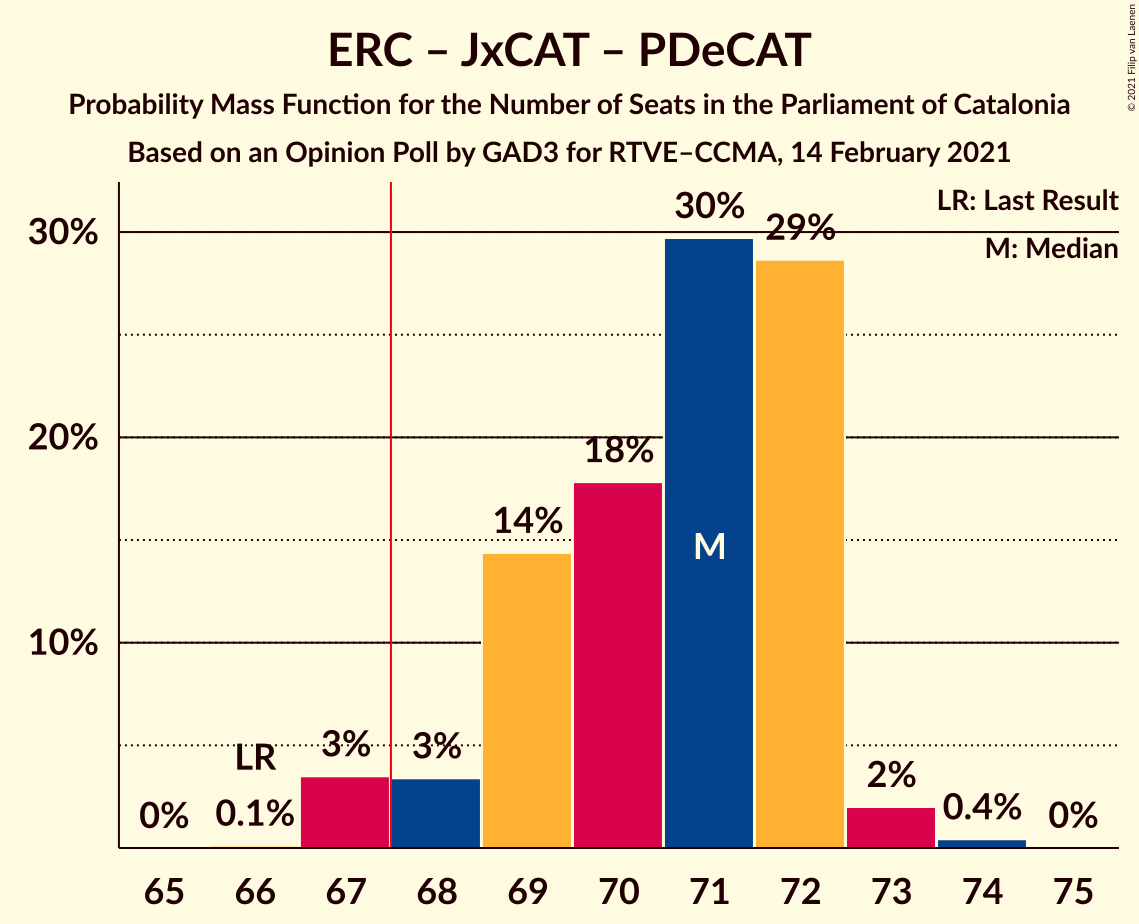 ERC – JxCAT – PDeCAT
Probability Mass Function for the Number of Seats in the Parliament of Catalonia
Based on an Opinion Poll by GAD3 for RTVE–CCMA, 14 February 2021
© 2021 Filip van Laenen
LR: Last Result
M: Median
30%
20%
10%
0%
LR
0.1%
3%
3%
14%
18%
30%
M
29%
2%
0.4%
0%
65 66 67 68 69 70 71 72 73 74 75